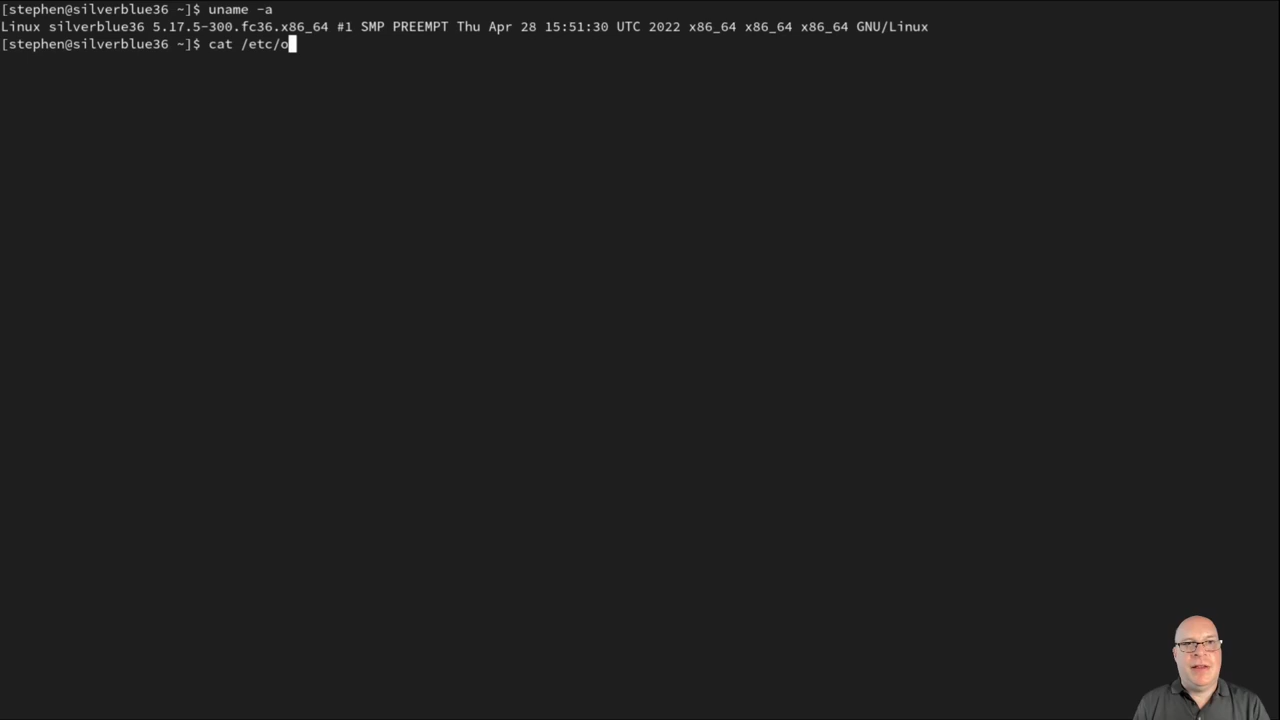 [stephen@silverblue36 ~]$ uname -a
Linux silverblue36 5.17.5-300.fc36.x86_64 #1 SMP PREEMPT Thu Apr 28 15:51:30 UTC 2022 x86_64 x86_64 x86_64 GNU/Linux
[stephen@silverblue36 ~]$ cat /etc/o